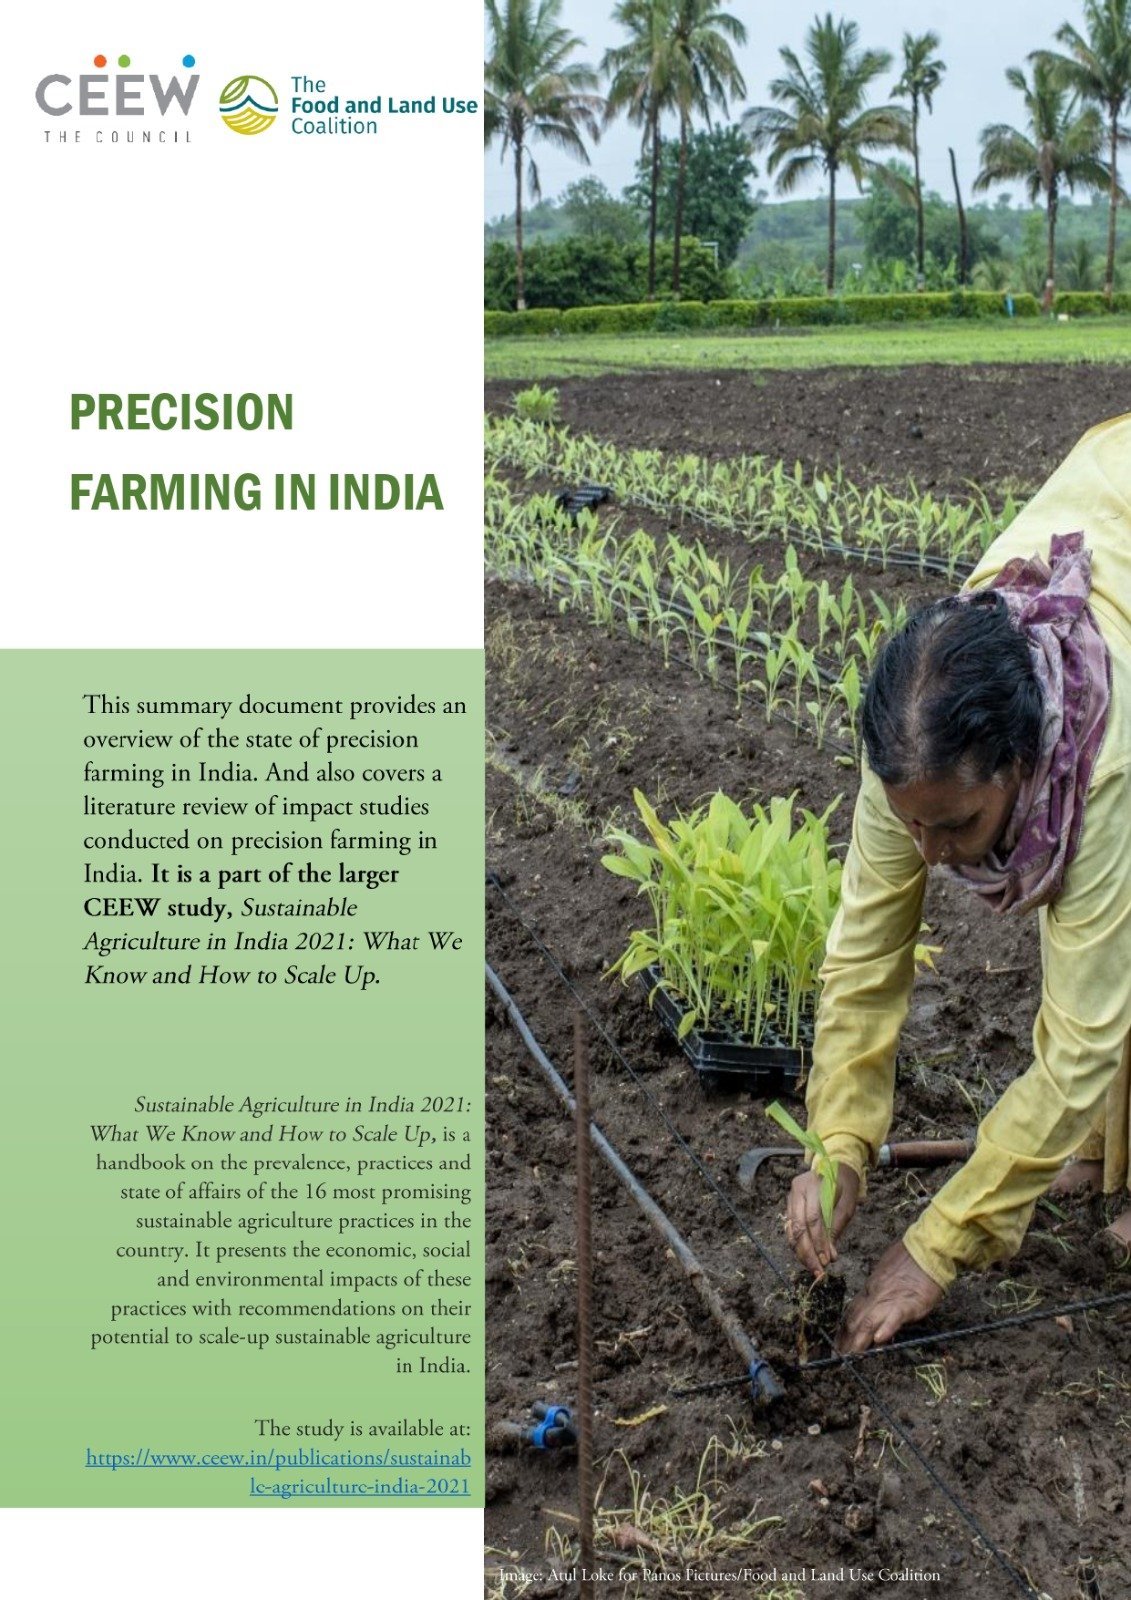 CEEW
THE COUNCIL
The
Food and Land Use
Coalition
PRECISION
FARMING IN INDIA
This summary document provides an
overview of the state of precision
farming in India. And also covers a
literature review of impact studies
conducted on precision farming in
India. It is a part of the larger
CEEW study, Sustainable
Agriculture in India 2021: What We
Know and How to Scale Up.
Sustainable Agriculture in India 2021:
What We Know and How to Scale Up, is a
handbook on the prevalence, practices and
state of affairs of the 16 most promising
sustainable agriculture practices in the
country. It presents the economic, social
and environmental impacts of these
practices with recommendations on their
potential to scale-up sustainable agriculture
in India.
The study is available at:
https://www.ceew.in/publications/sustainab
le-agriculture-india-2021
Image: Atul Loke for Panos Pictures/Food and Land Use Coalition